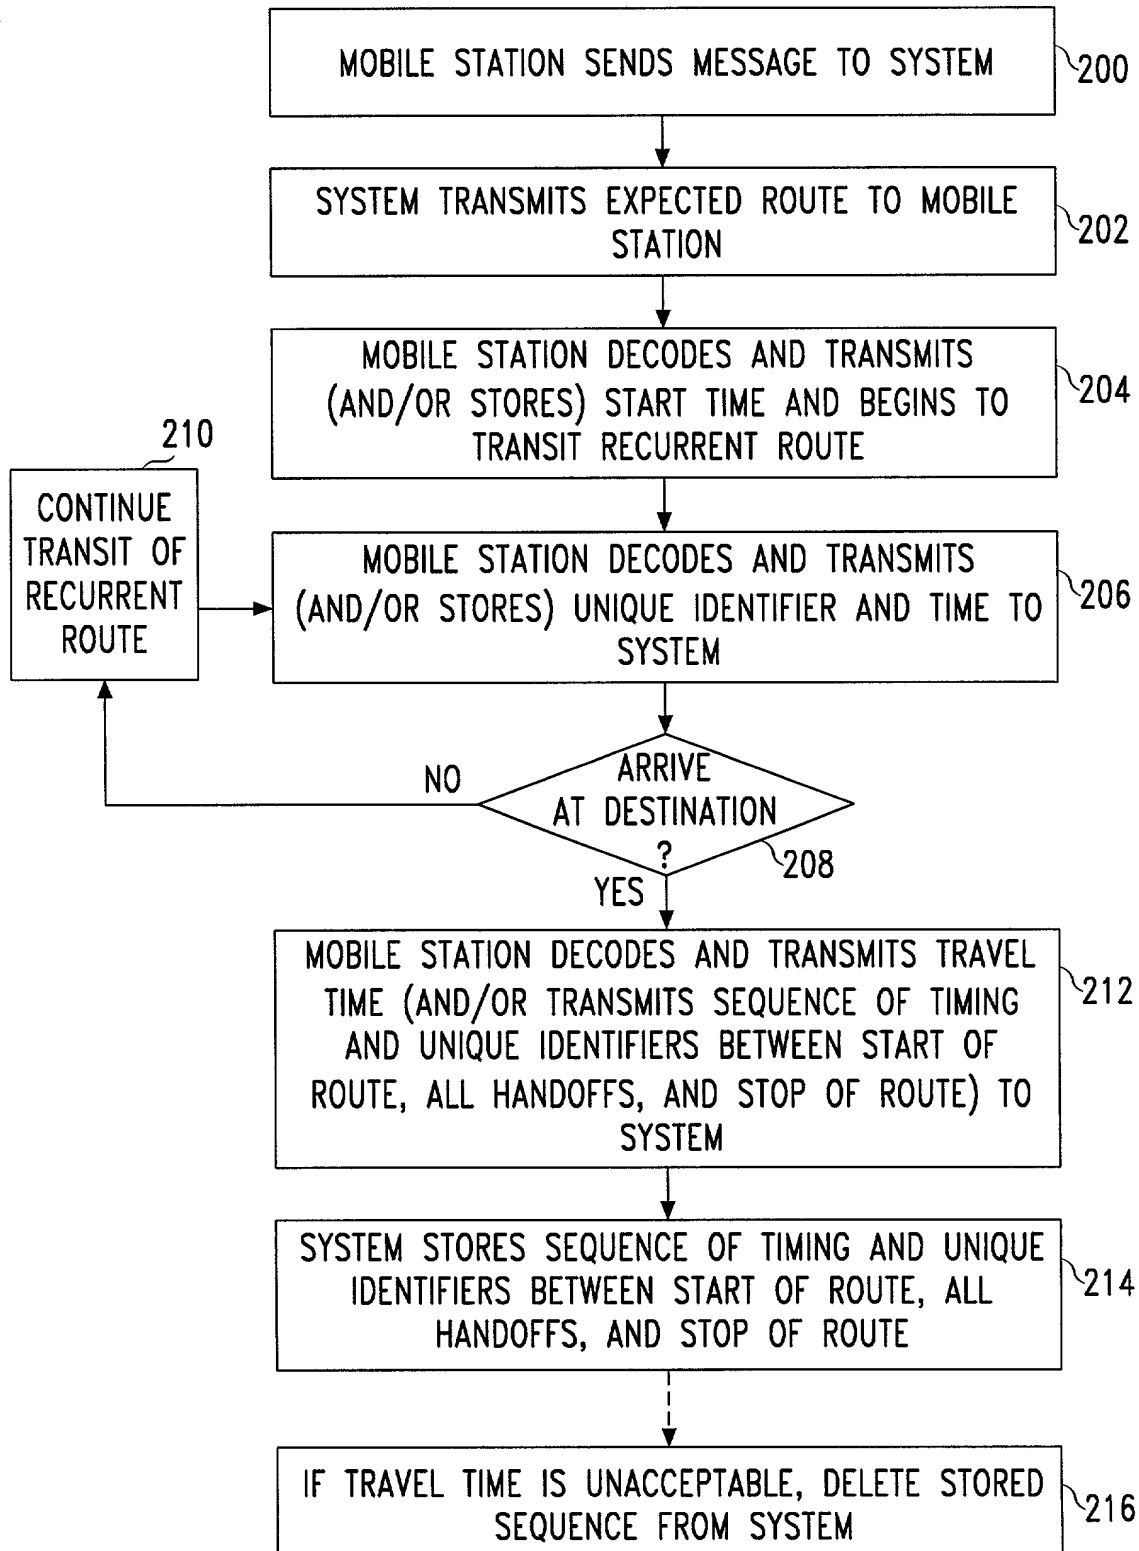 MOBILE STATION SENDS MESSAGE TO SYSTEM
200
SYSTEM TRANSMITS EXPECTED ROUTE TO MOBILE
STATION
202
MOBILE STATION DECODES AND TRANSMITS
(AND/OR STORES) START TIME AND BEGINS TO
TRANSIT RECURRENT ROUTE
204
210
CONTINUE
TRANSIT OF
RECURRENT
ROUTE
MOBILE STATION DECODES AND TRANSMITS
(AND/OR STORES) UNIQUE IDENTIFIER AND TIME TO
SYSTEM
206
NO
ARRIVE
AT DESTINATION
?
208
YES
MOBILE STATION DECODES AND TRANSMITS TRAVEL
TIME (AND/OR TRANSMITS SEQUENCE OF TIMING
AND UNIQUE IDENTIFIERS BETWEEN START OF
ROUTE, ALL HANDOFFS, AND STOP OF ROUTE) TO
SYSTEM
212
SYSTEM STORES SEQUENCE OF TIMING AND UNIQUE
IDENTIFIERS BETWEEN START OF ROUTE, ALL
HANDOFFS, AND STOP OF ROUTE
214
IF TRAVEL TIME IS UNACCEPTABLE, DELETE STORED
SEQUENCE FROM SYSTEM
216